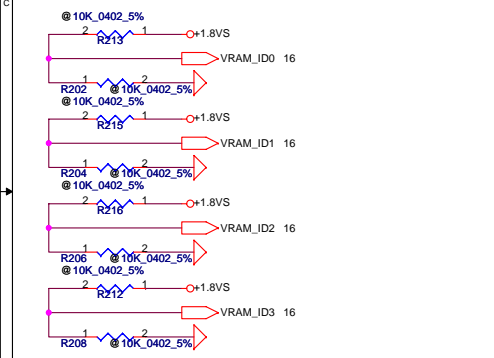 C
@10K_0402_5%
2 1 +1.8VS
R213
VRAM_ID0 16
1 2
R202 @10K_0402_5%
@10K_0402_5%
2 1 +1.8VS
R215
VRAM_ID1 16
1 2
R204 @10K_0402_5%
@10K_0402_5%
2 1 +1.8VS
R216
VRAM_ID2 16
1 2
R206 @10K_0402_5%
@10K_0402_5%
2 1 +1.8VS
R212
VRAM_ID3 16
1 2
R208 @10K_0402_5%